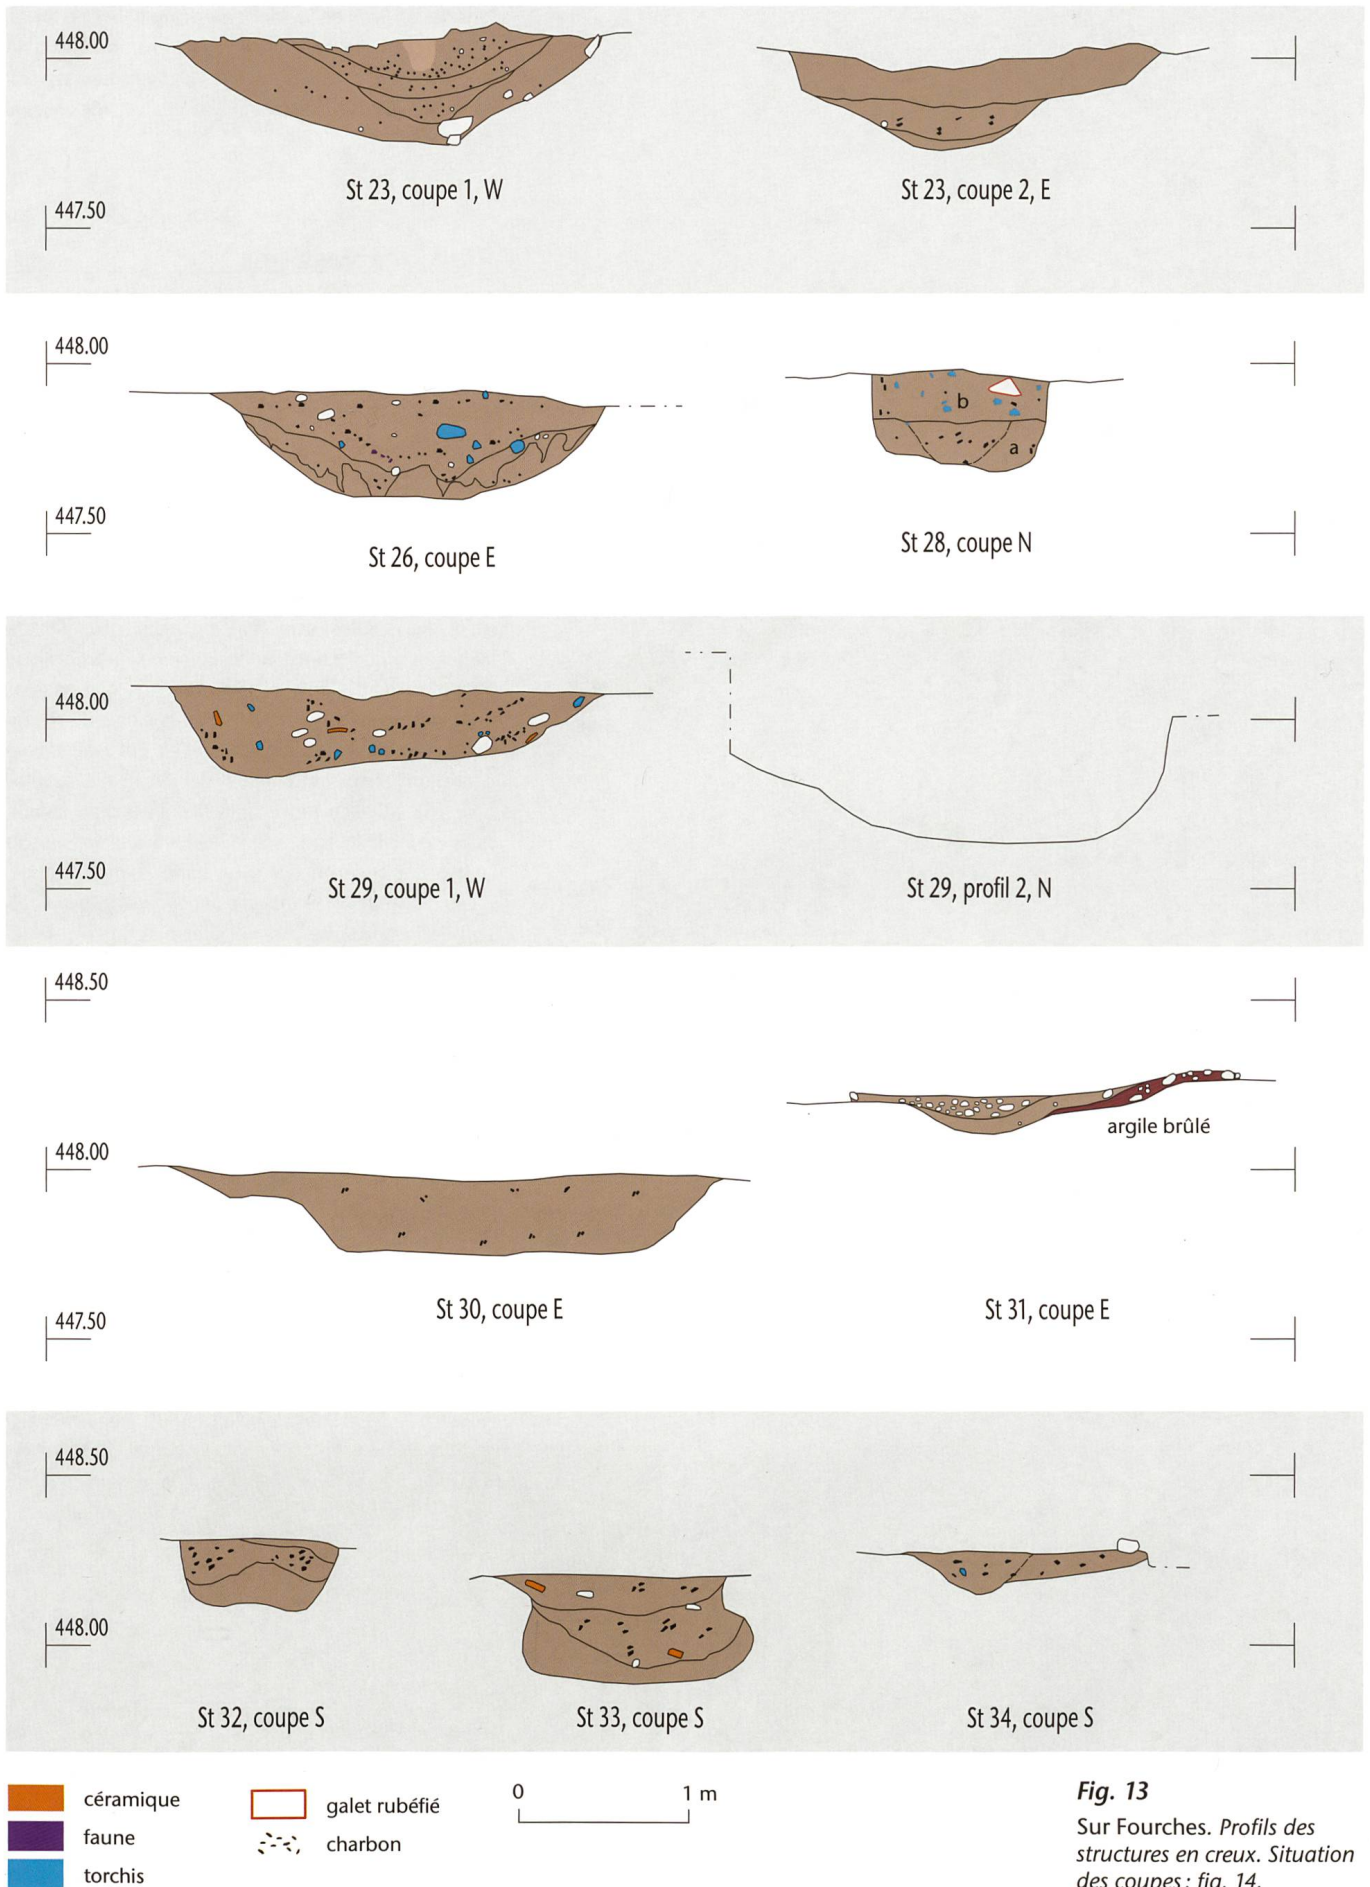 448.00
447.50
St 23, coupe 1, W
St 23, coupe 2, E
448.00
447.50
b
a
St 26, coupe E
St 28, coupe N
448.00
447.50
St 29, coupe 1, W
St 29, profil 2, N
448.50
448.00
447.50
argile brûlé
St 30, coupe E
St 31, coupe E
448.50
448.00
St 32, coupe S
St 33, coupe S
St 34, coupe S
céramique
faune
torchis
galet rubéfié
charbon
0 1 m
Fig. 13
Sur Fourches. Profils des
structures en creux. Situation
des coupes : fig. 14.